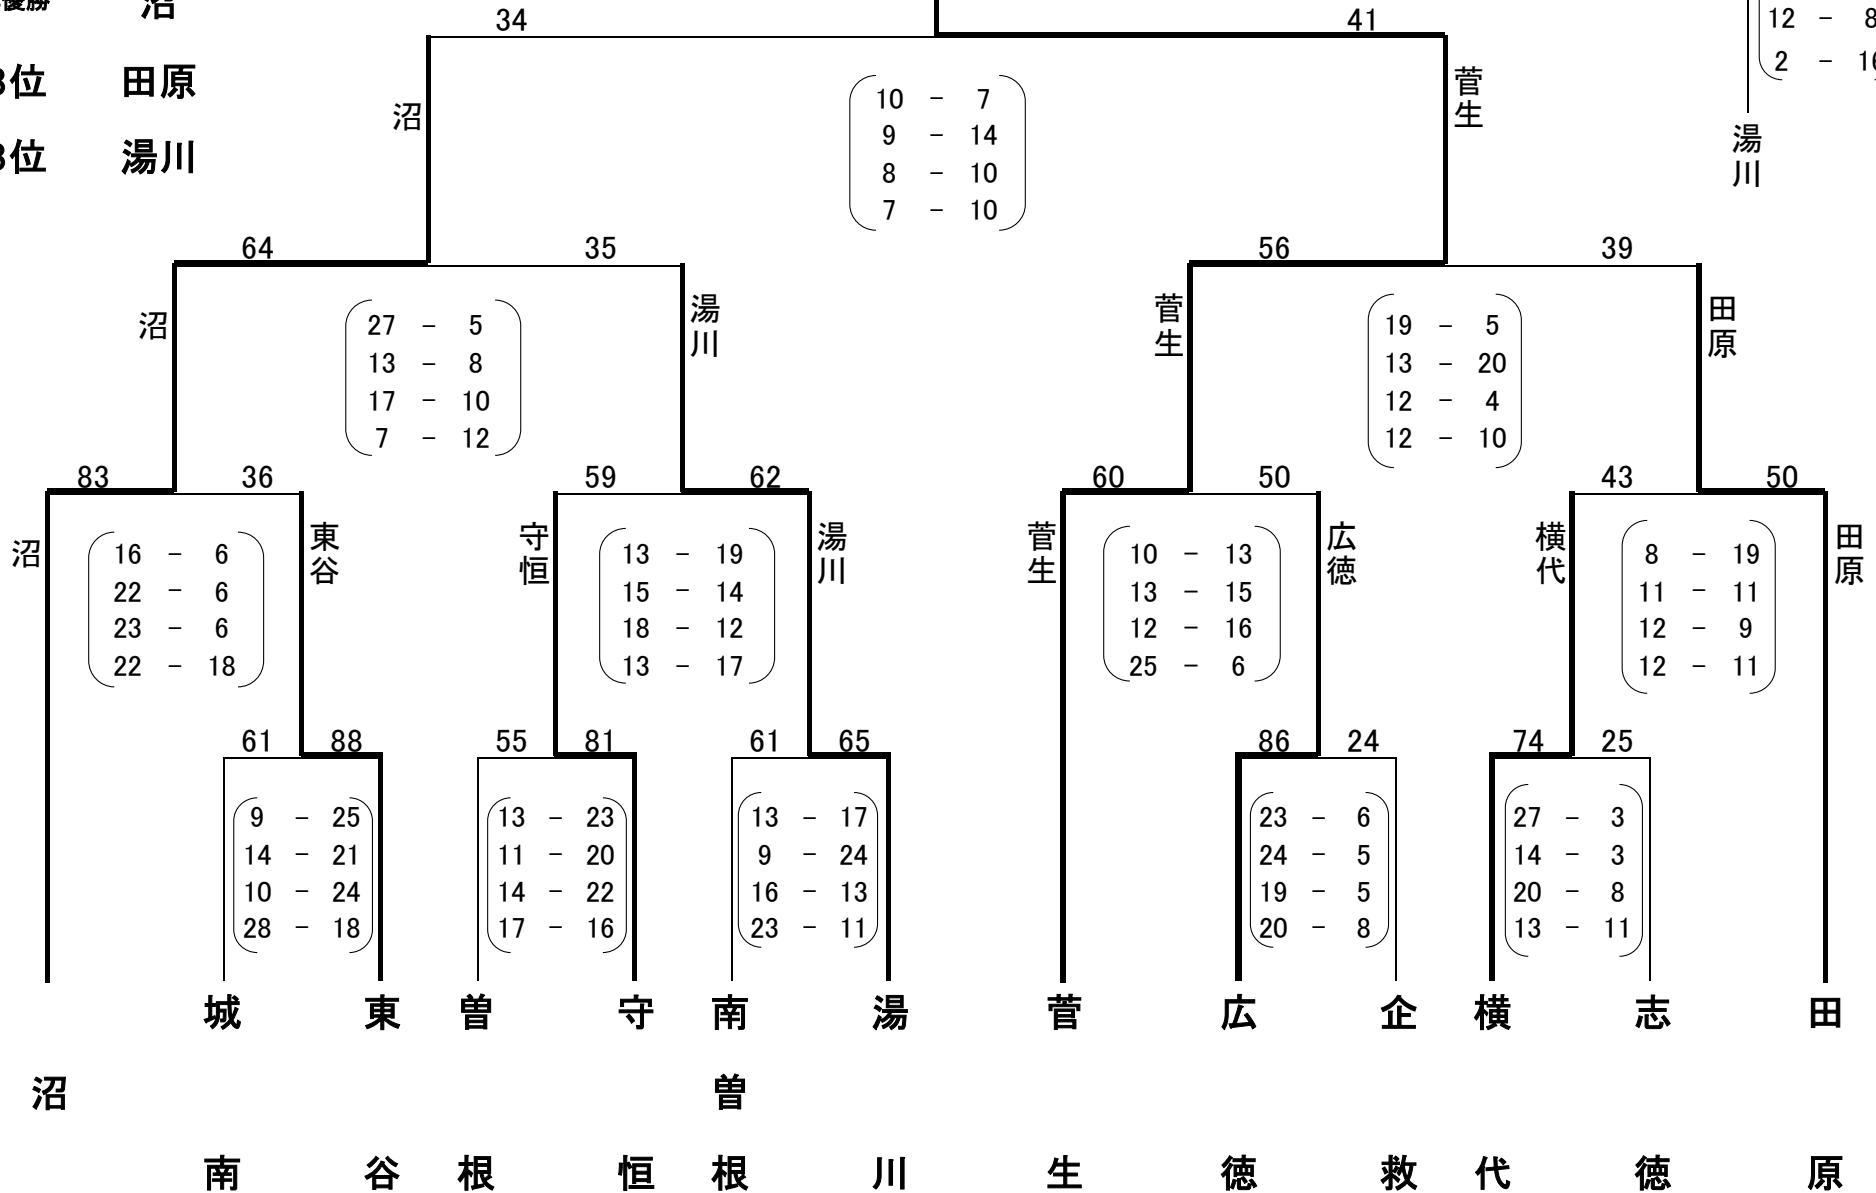 優勝 沼
34 41
12 - 8
3位 田原
2 - 16
沼 菅生
10 - 7
湯川
9 - 14
3位 湯川
8 - 10
7 - 10
64 35 56 39
沼 湯川 菅生 田原
27 - 5 19 - 5
13 - 8 13 - 20
17 - 10 12 - 4
7 - 12 12 - 10
83 36 59 62 60 50 43 50
沼 東谷 守恒 湯川 菅生 広徳 横代 田原
16 - 6 13 - 19 10 - 13 8 - 19
22 - 6 15 - 14 13 - 15 11 - 11
23 - 6 18 - 12 12 - 16 12 - 9
22 - 18 13 - 17 25 - 6 12 - 11
61 88 55 81 61 65 86 24 74 25
9 - 25 13 - 23 13 - 17 23 - 6 27 - 3
14 - 21 11 - 20 9 - 24 24 - 5 14 - 3
10 - 24 14 - 22 16 - 13 19 - 5 20 - 8
28 - 18 17 - 16 23 - 11 20 - 8 13 - 11
沼 城南 東谷 曽根 守恒 南曽根 湯川 菅生 広徳 企救 横代 志徳 田原